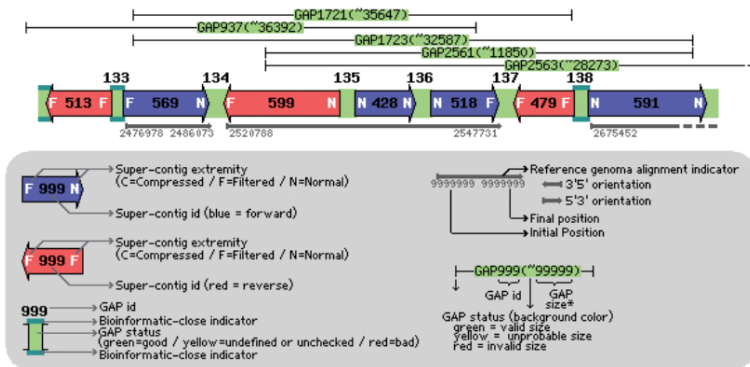 GAP1721(~35647)
GAP937(~36392)
GAP1723(~32587)
GAP2561(~11850)
GAP2563(~28273)
133 134 135 136 137 138
F 513 F F 569 N F 599 N N 428 N N 518 F F 479 F N 591 N
2476978 2486073 2520788 2547731 2675452
F 999 N
Super-contig extremity
(C=Compressed / F=Filtered / N=Normal)
Super-contig id (blue = forward)
F 999 F
Super-contig extremity
(C=Compressed / F=Filtered / N=Normal)
Super-contig id (red = reverse)
999
GAP id
Bioinformatic-close indicator
GAP status
(green=good / yellow=undefined or unchecked / red=bad)
Bioinformatic-close indicator
Reference genoma alignment indicator
9999999 9999999
3'5' orientation
5'3' orientation
Final position
Initial Position
GAP999(~99999)
GAP id
GAP
size*
GAP status (background color)
green = valid size
yellow = unprobable size
red = invalid size